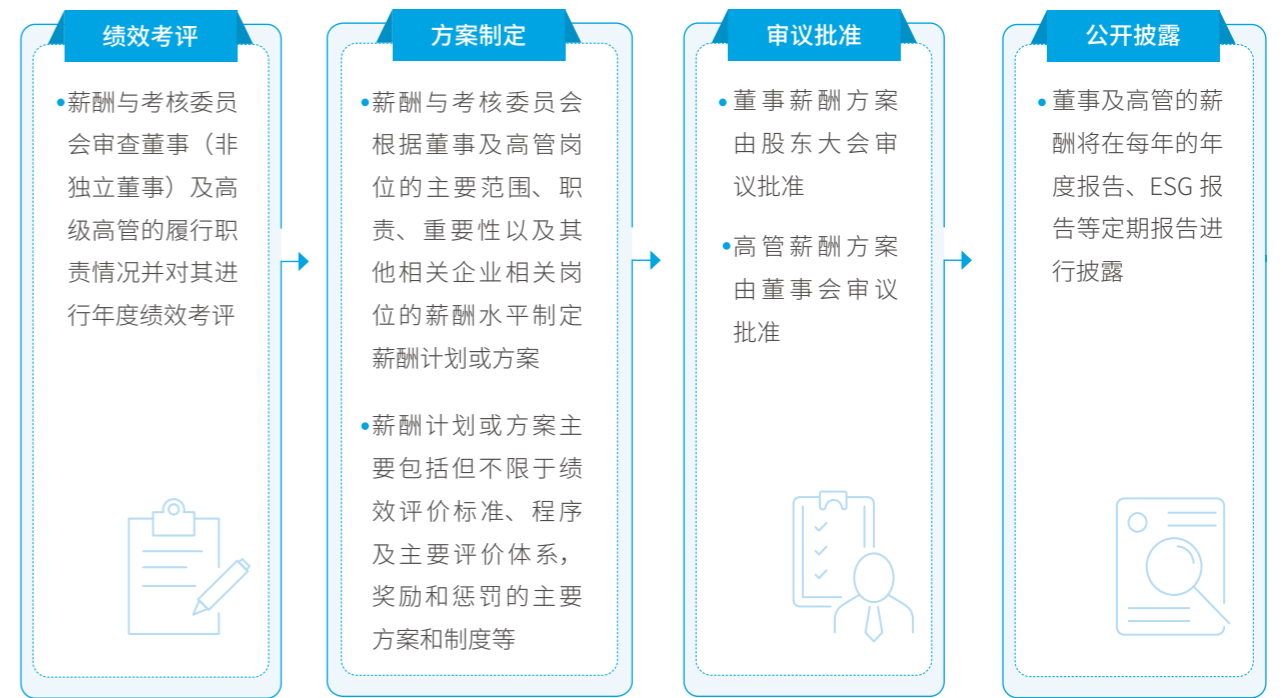 绩效考评
•薪酬与考核委员
会审查董事（非
独立董事）及高
级高管的履行职
责情况并对其进
行年度绩效考评
方案制定
•薪酬与考核委员会
根据董事及高管岗
位的主要范围、职
责、重要性以及其
他相关企业相关岗
位的薪酬水平制定
薪酬计划或方案
•薪酬计划或方案主
要包括但不限于绩
效评价标准、程序
及主要评价体系，
奖励和惩罚的主要
方案和制度等
审议批准
•董事薪酬方案
由股东大会审
议批准
•高管薪酬方案
由董事会审议
批准
公开披露
•董事及高管的薪
酬将在每年的年
度报告、ESG 报
告等定期报告进
行披露